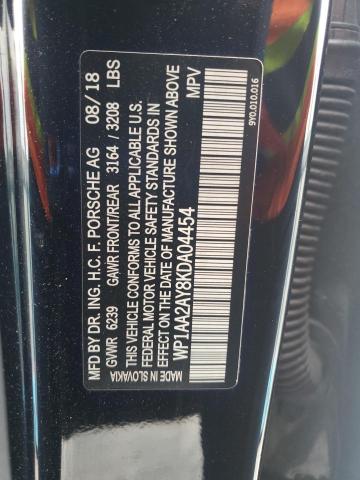 MFD BY DR. ING. H.C. F. PORSCHE AG 08/18
GVWR 6239 GAWR FRONT/REAR 3164 / 3208 LBS
MADE IN SLOVAKIA
THIS VEHICLE CONFORMS TO ALL APPLICABLE U.S.
FEDERAL MOTOR VEHICLE SAFETY STANDARDS IN
EFFECT ON THE DATE OF MANUFACTURE SHOWN ABOVE
WP1AA2AY8KDA04454 MPV
9Y0.010.016